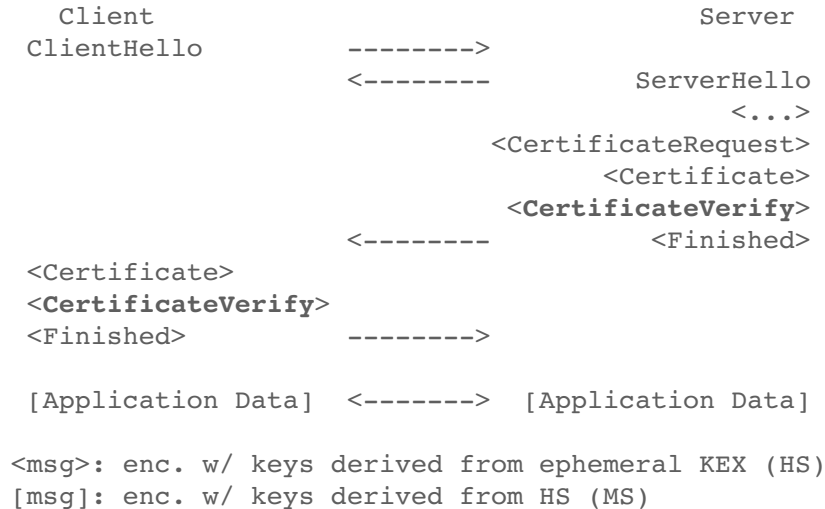 Client Server
ClientHello -------->
<-------- ServerHello
<...>
<CertificateRequest>
<Certificate>
<CertificateVerify>
<-------- <Finished>
<Certificate>
<CertificateVerify>
<Finished> -------->
[Application Data] <-------> [Application Data]
<msg>: enc. w/ keys derived from ephemeral KEX (HS)
[msg]: enc. w/ keys derived from HS (MS)